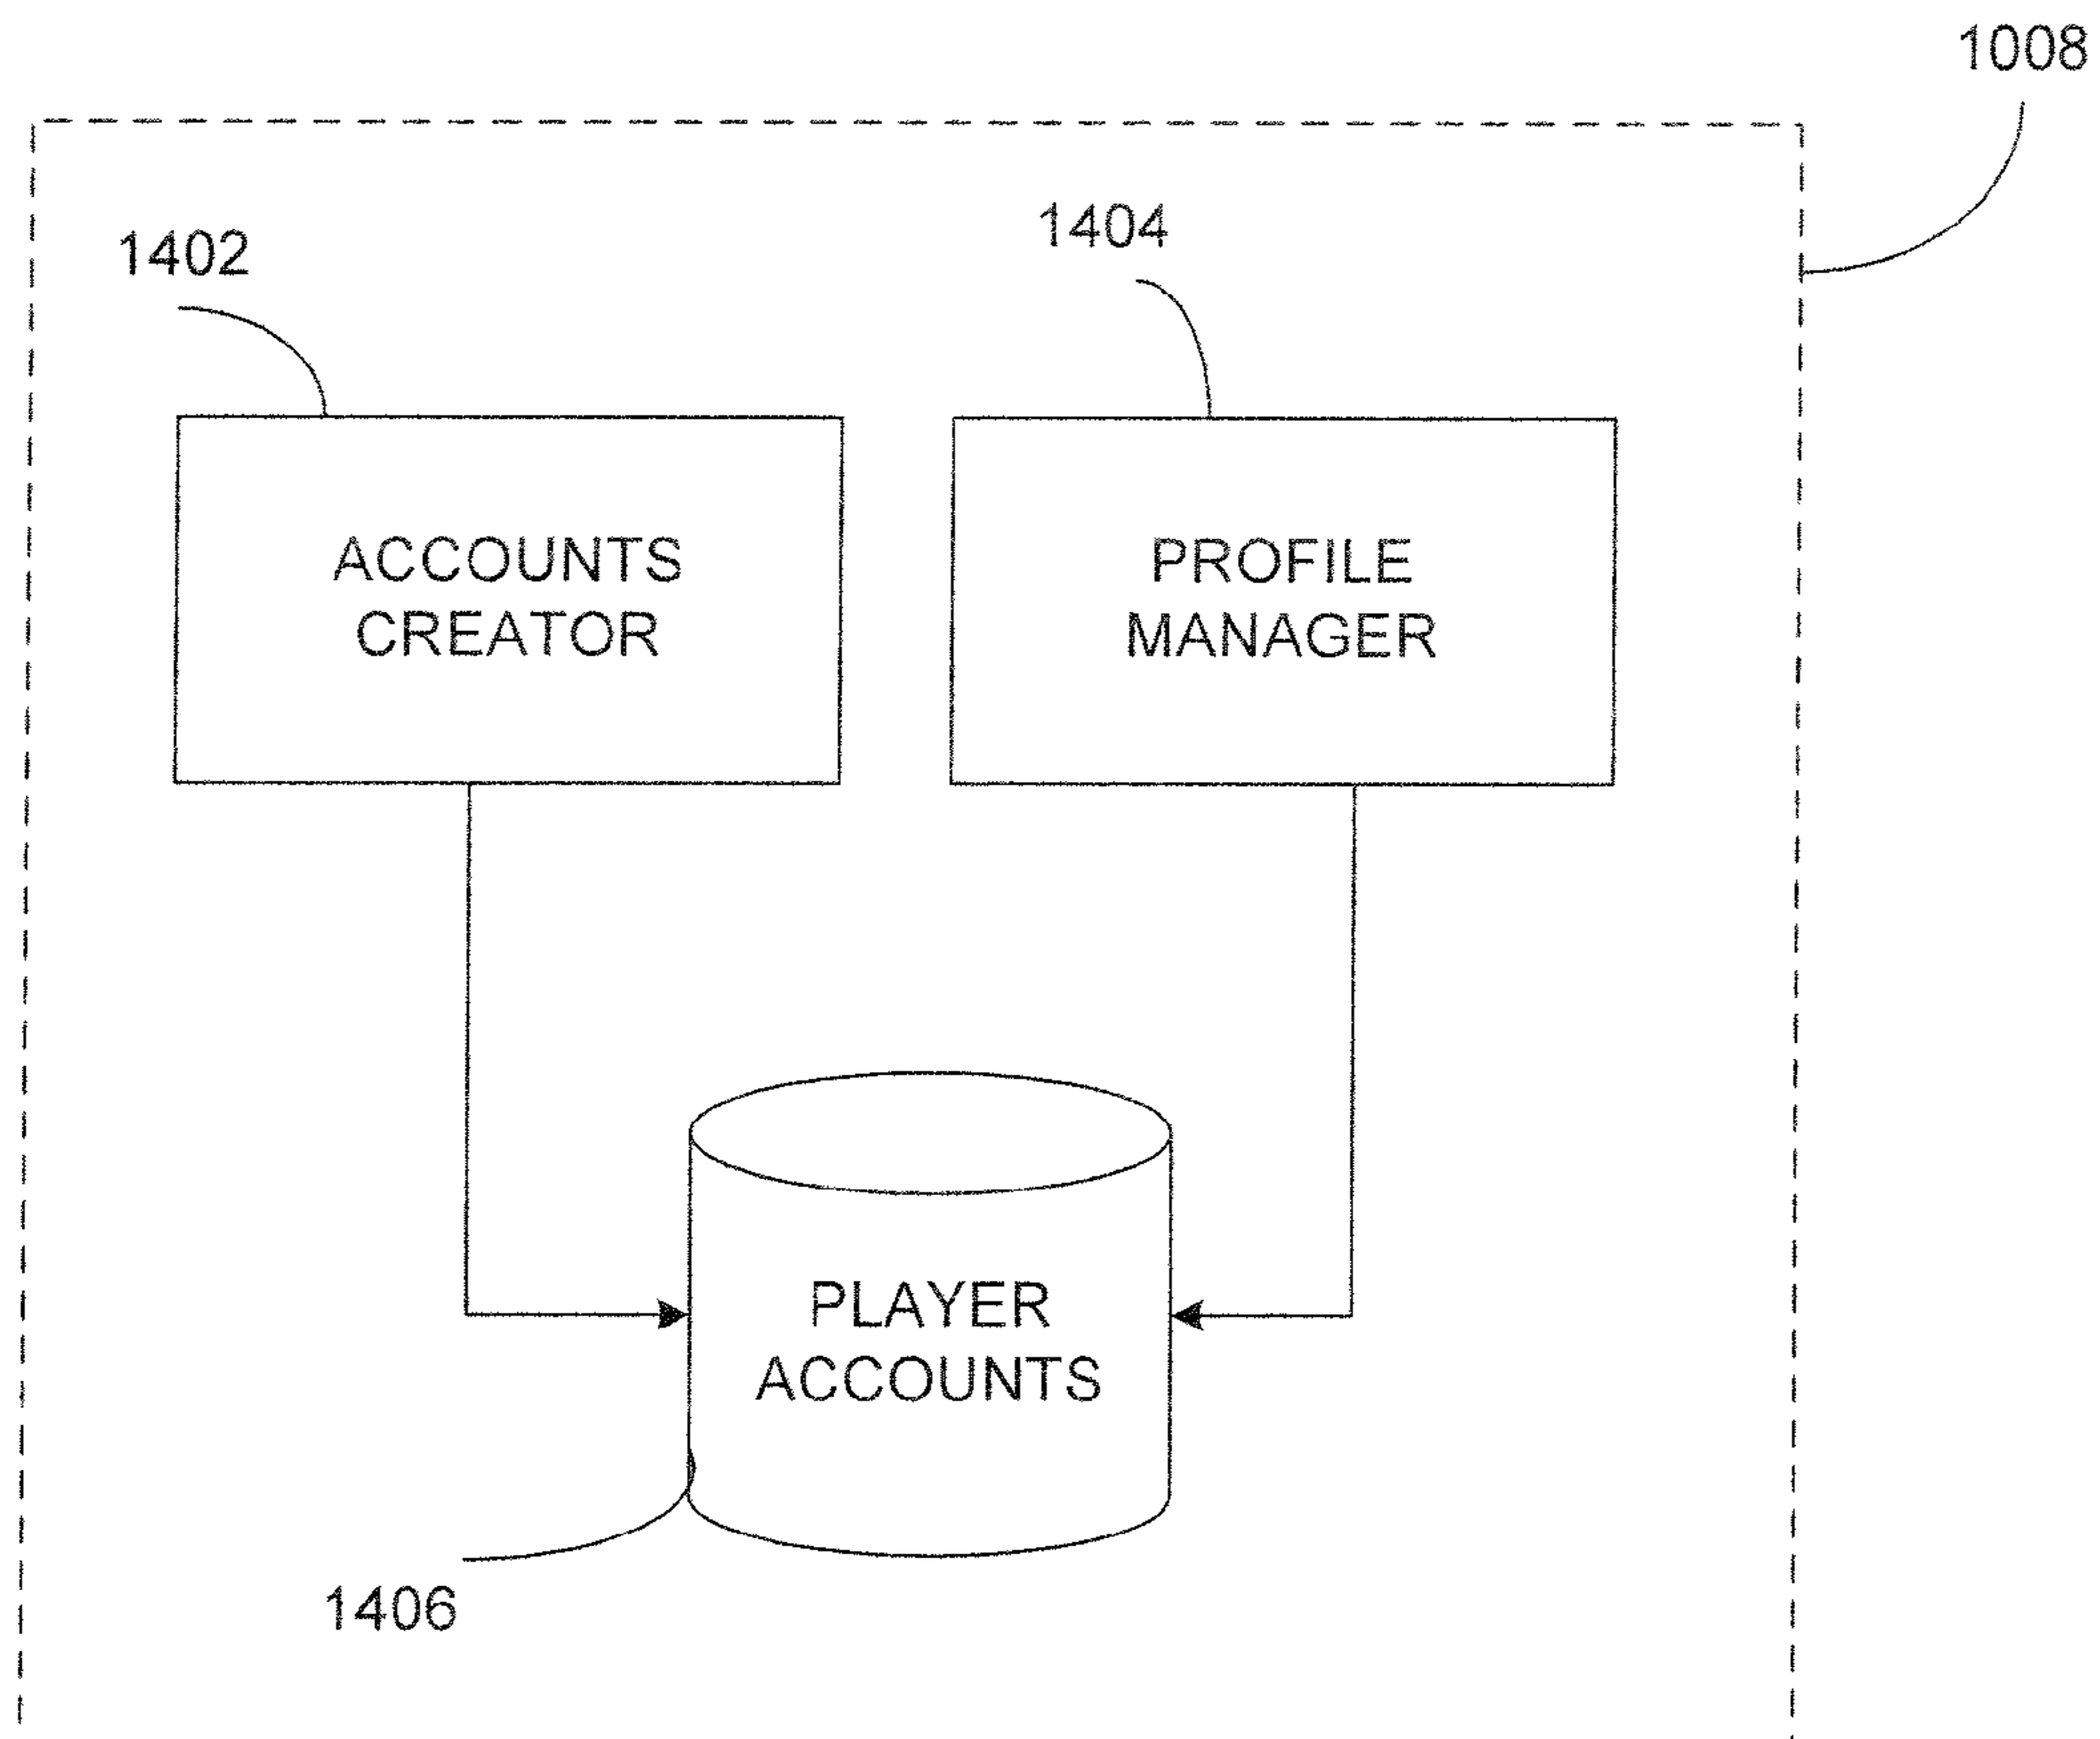 1008
1402
1404
ACCOUNTS
CREATOR
PROFILE
MANAGER
PLAYER
ACCOUNTS
1406